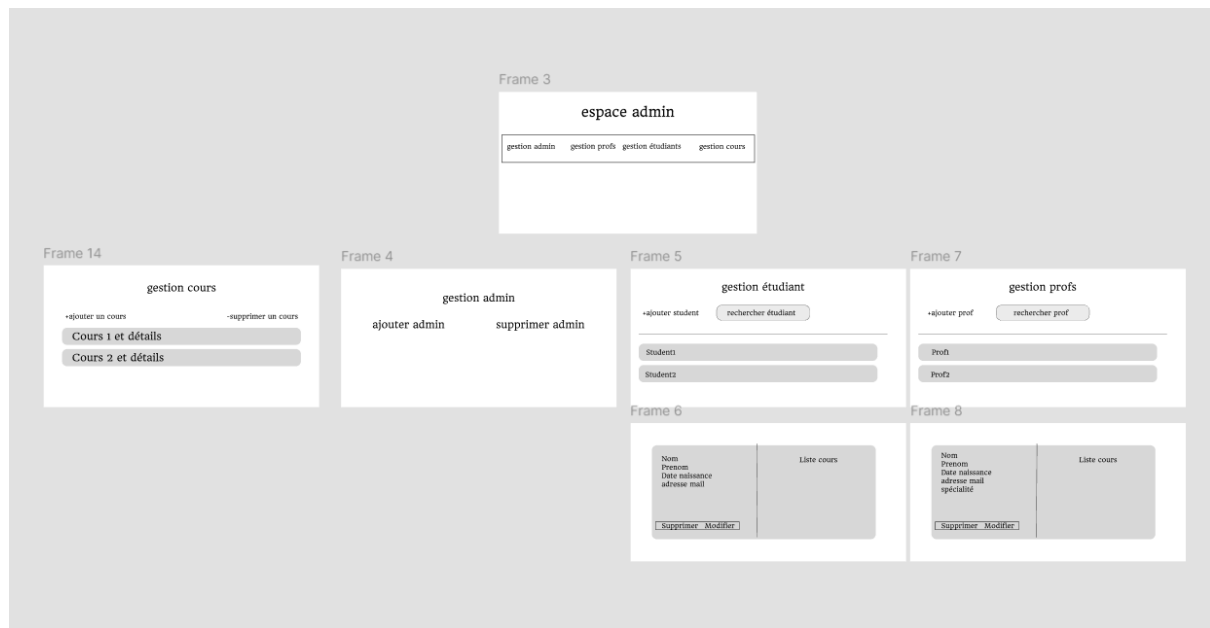 Frame 3
espace admin
gestion admin gestion profs gestion étudiants gestion cours
Frame 14
gestion cours
+ajouter un cours -supprimer un cours
Cours 1 et détails
Cours 2 et détails
Frame 4
gestion admin
ajouter admin supprimer admin
Frame 5
gestion étudiant
+ajouter student rechercher étudiant
Student1
Student2
Frame 7
gestion profs
+ajouter prof rechercher prof
Prof1
Prof2
Frame 6
Nom
Prenom
Date naissance
adresse mail
Supprimer Modifier
Liste cours
Frame 8
Nom
Prenom
Date naissance
adresse mail
spécialité
Supprimer Modifier
Liste cours